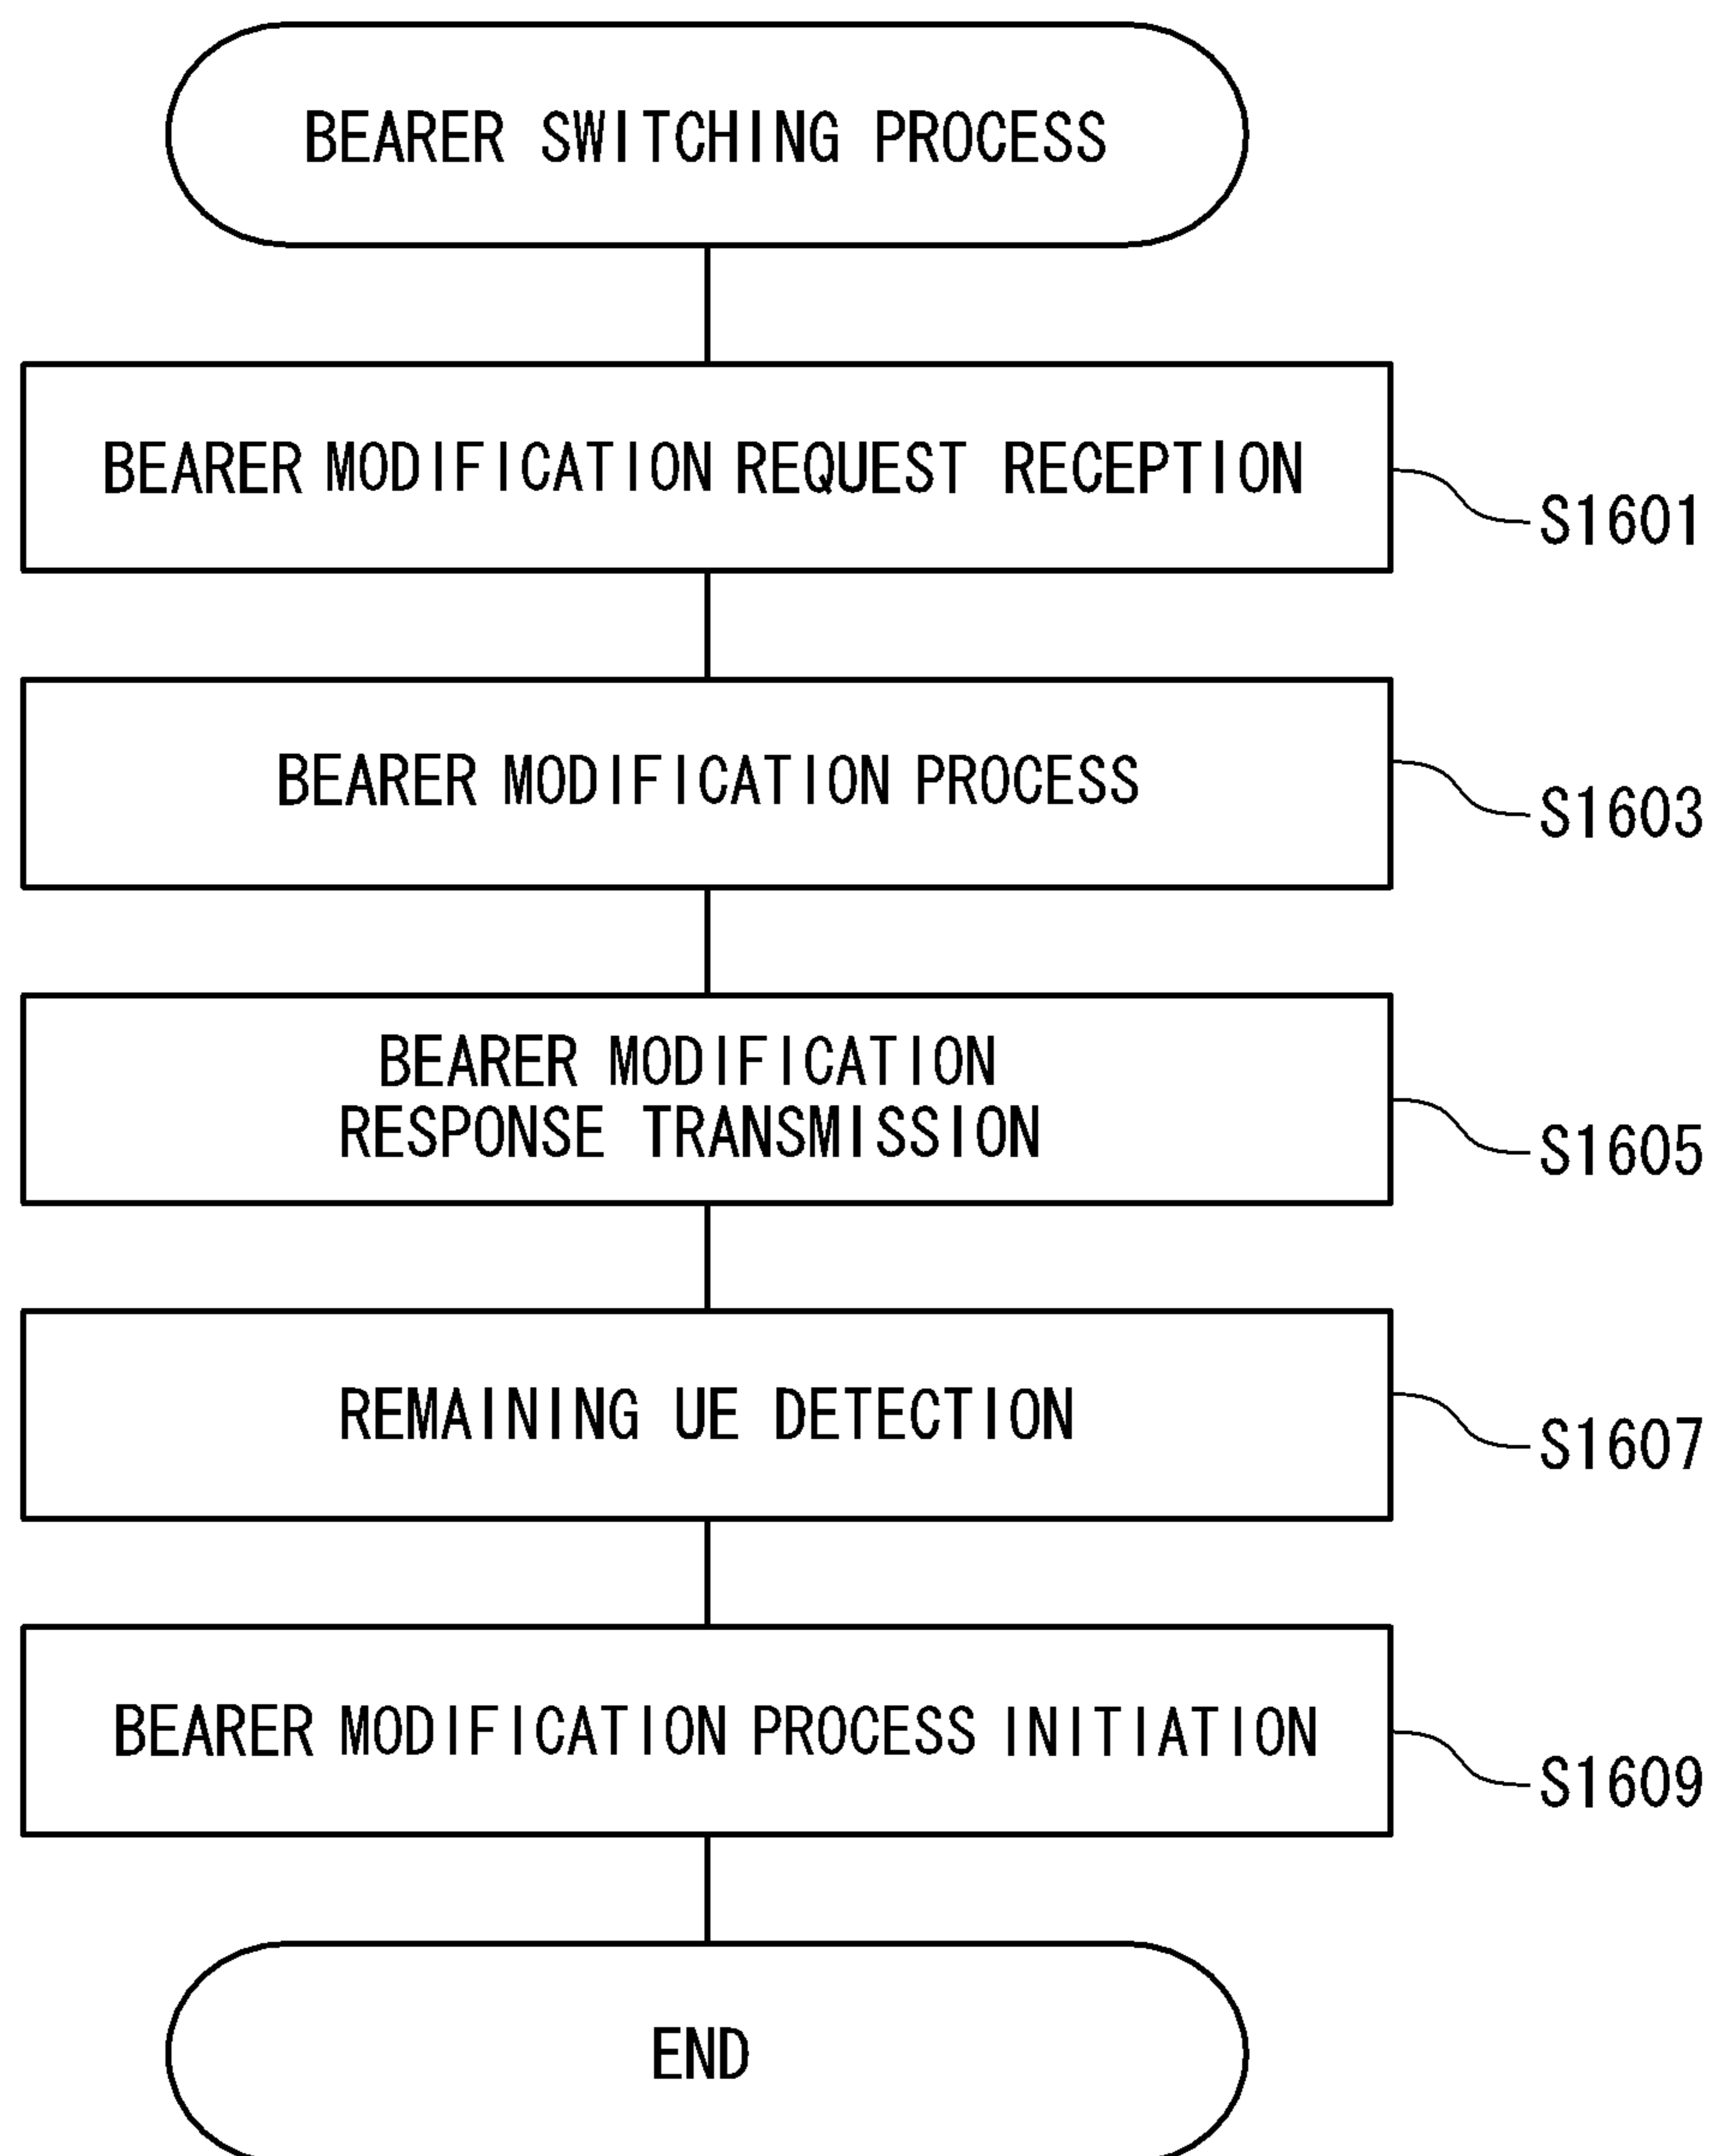 BEARER SWITCHING PROCESS
BEARER MODIFICATION REQUEST RECEPTION
S1601
BEARER MODIFICATION PROCESS
S1603
BEARER MODIFICATION
RESPONSE TRANSMISSION
S1605
REMAINING UE DETECTION
S1607
BEARER MODIFICATION PROCESS INITIATION
S1609
END